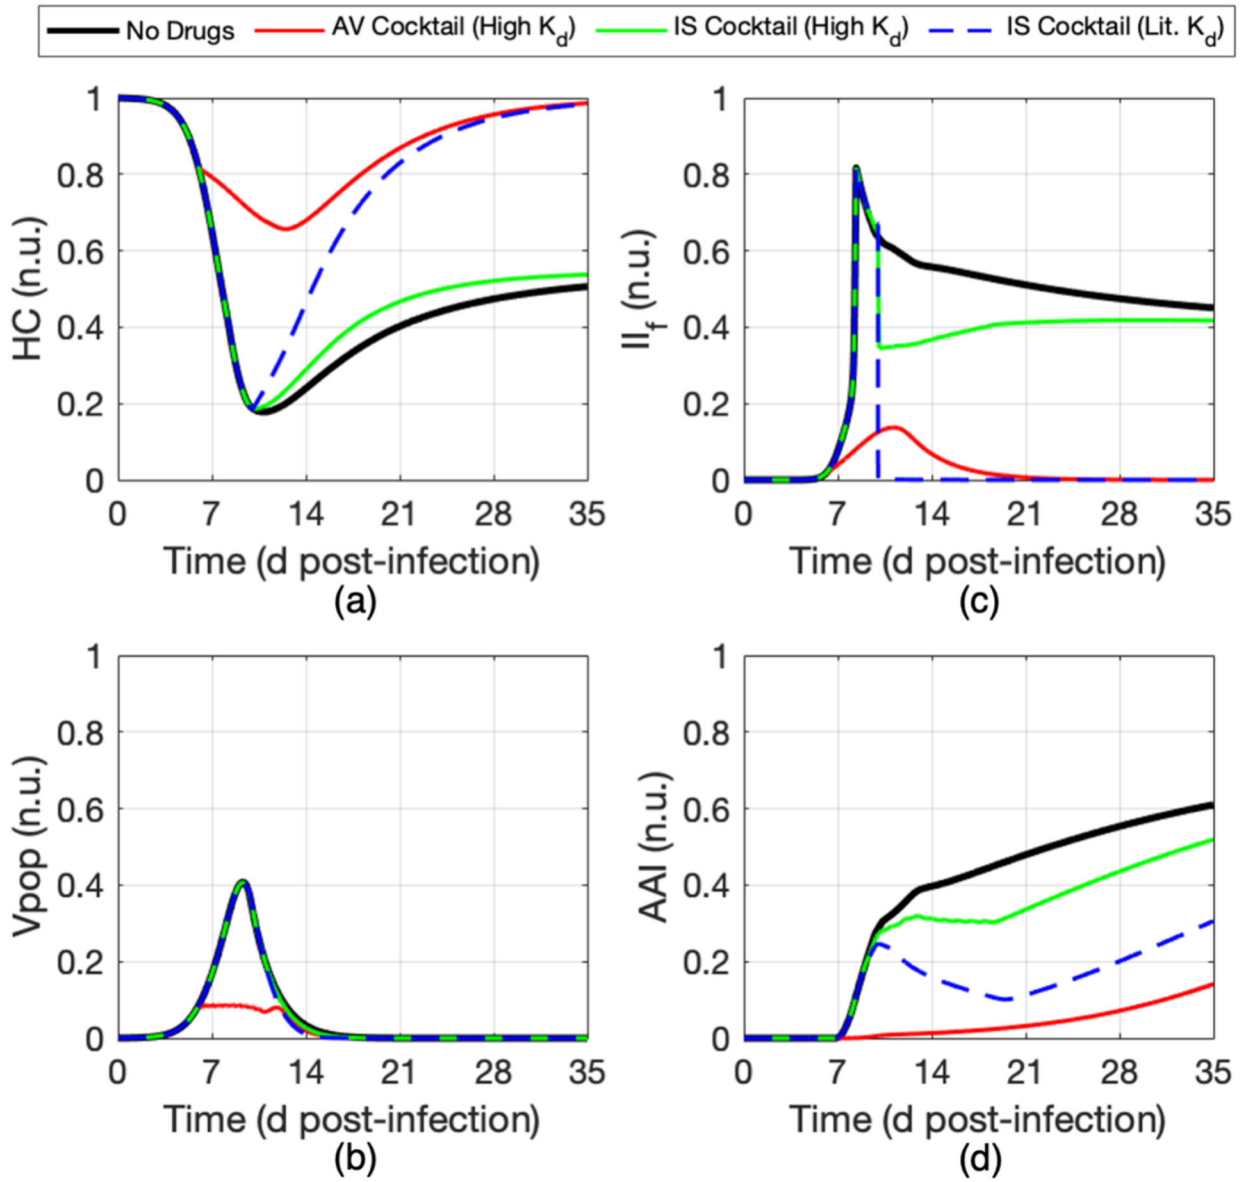 No Drugs AV Cocktail (High K_d) IS Cocktail (High K_d) IS Cocktail (Lit. K_d)
1
0.8
0.6
0.4
0.2
0
HC (n.u.)
0 7 14 21 28 35
Time (d post-infection)
(a)
1
0.8
0.6
0.4
0.2
0
II_f (n.u.)
0 7 14 21 28 35
Time (d post-infection)
(c)
1
0.8
0.6
0.4
0.2
0
Vpop (n.u.)
0 7 14 21 28 35
Time (d post-infection)
(b)
1
0.8
0.6
0.4
0.2
0
AAI (n.u.)
0 7 14 21 28 35
Time (d post-infection)
(d)